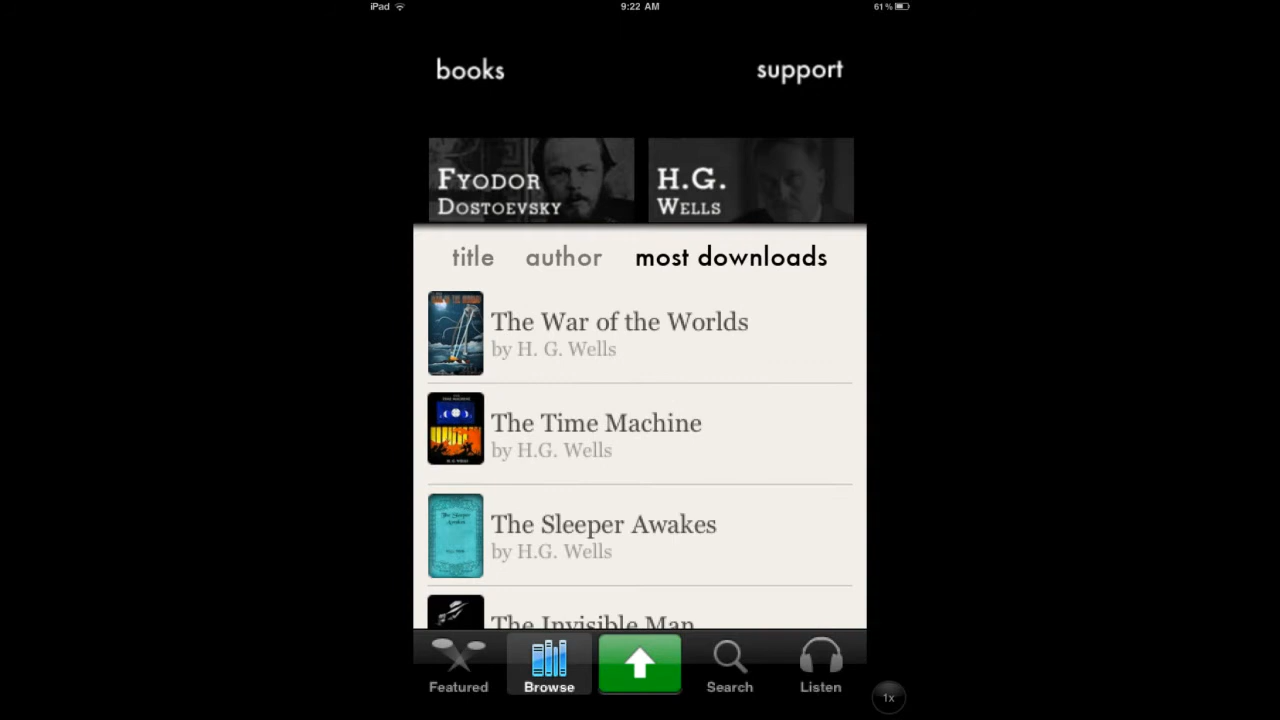 iPad
9:22 AM
61 %
books
support
FYODOR
DOSTOEVSKY
H.G.
WELLS
title
author
most downloads
The War of the Worlds
by H. G. Wells
The Time Machine
by H.G. Wells
The Sleeper Awakes
by H.G. Wells
The Invisible Man
Featured
Browse
Search
Listen
1x